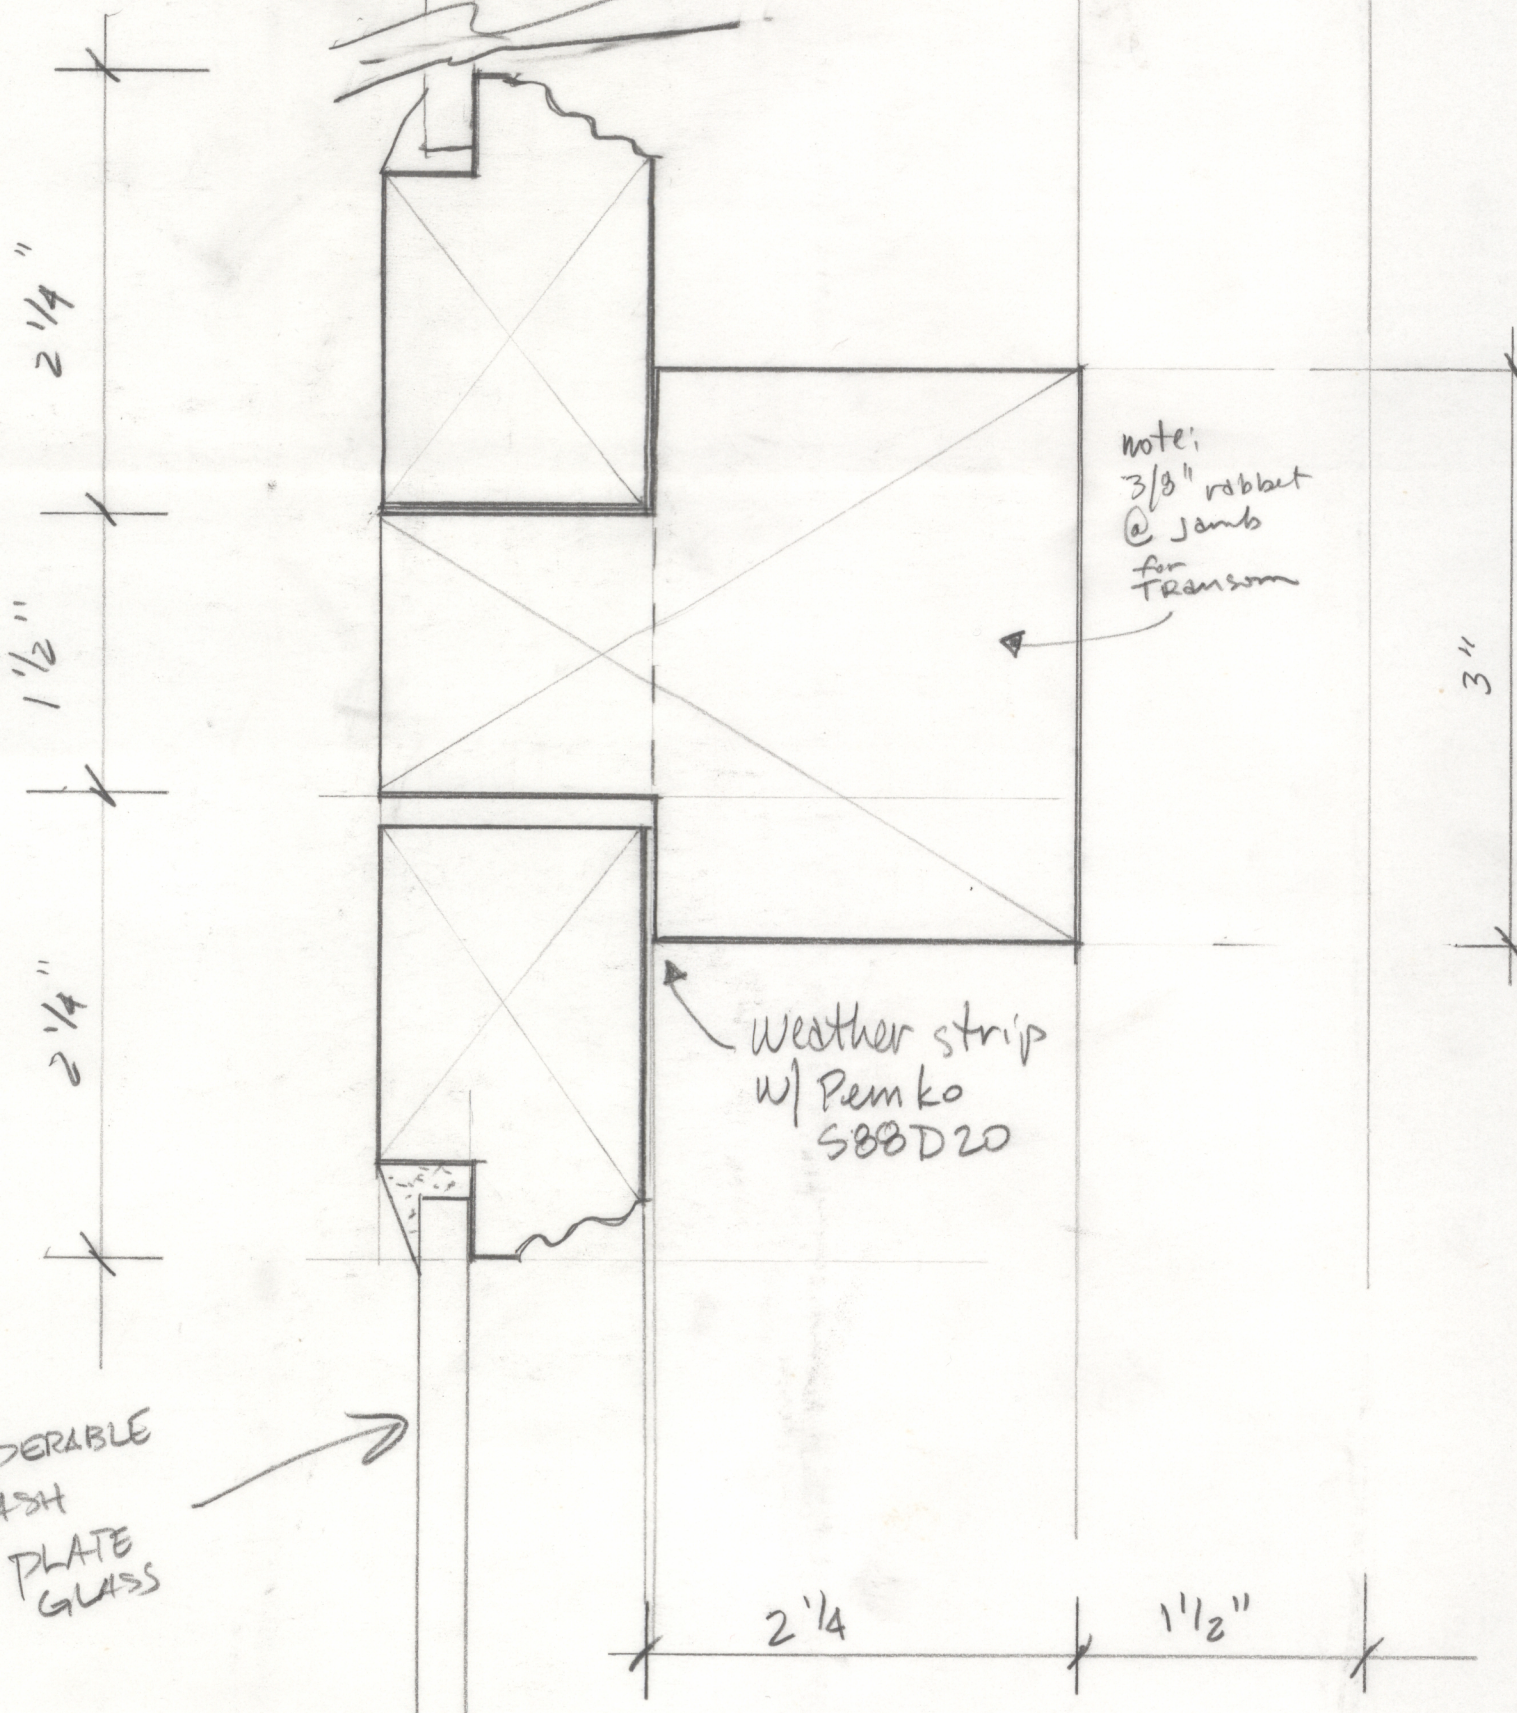 2 1/4"
1 1/2"
2 1/4"
note:
3/8" rabbet
@ Jamb
for
TRansom
3"
weather strip
w/ Pemko
S88D20
DERABLE
ASH
PLATE
GLASS
2 1/4
1 1/2"